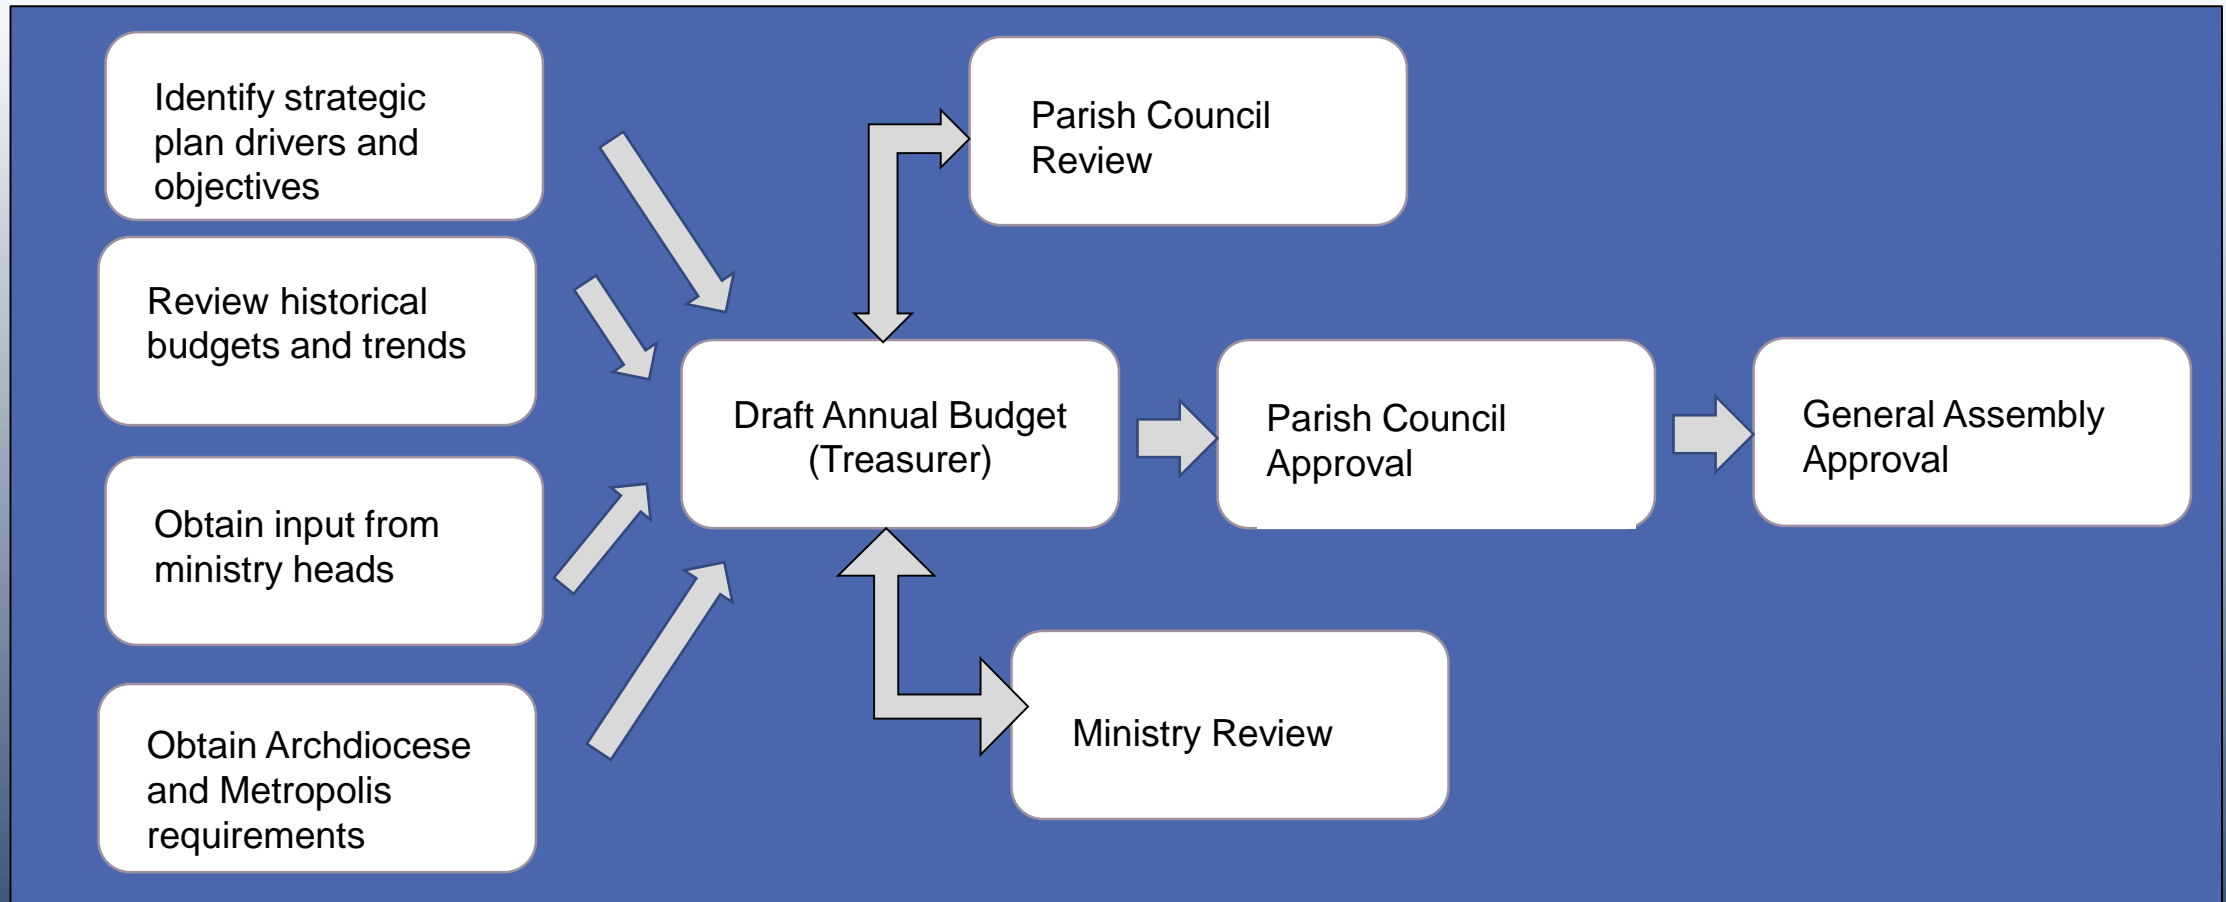 Identify strategic
plan drivers and
objectives
Review historical
budgets and trends
Obtain input from
ministry heads
Obtain Archdiocese
and Metropolis
requirements
Parish Council
Review
Draft Annual Budget
(Treasurer)
Ministry Review
Parish Council
Approval
General Assembly
Approval